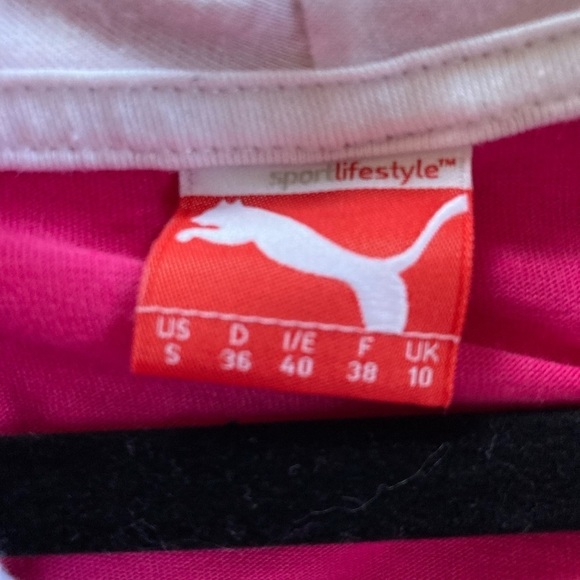 sportlifestyle™
US D I/E F UK
S 36 40 38 10